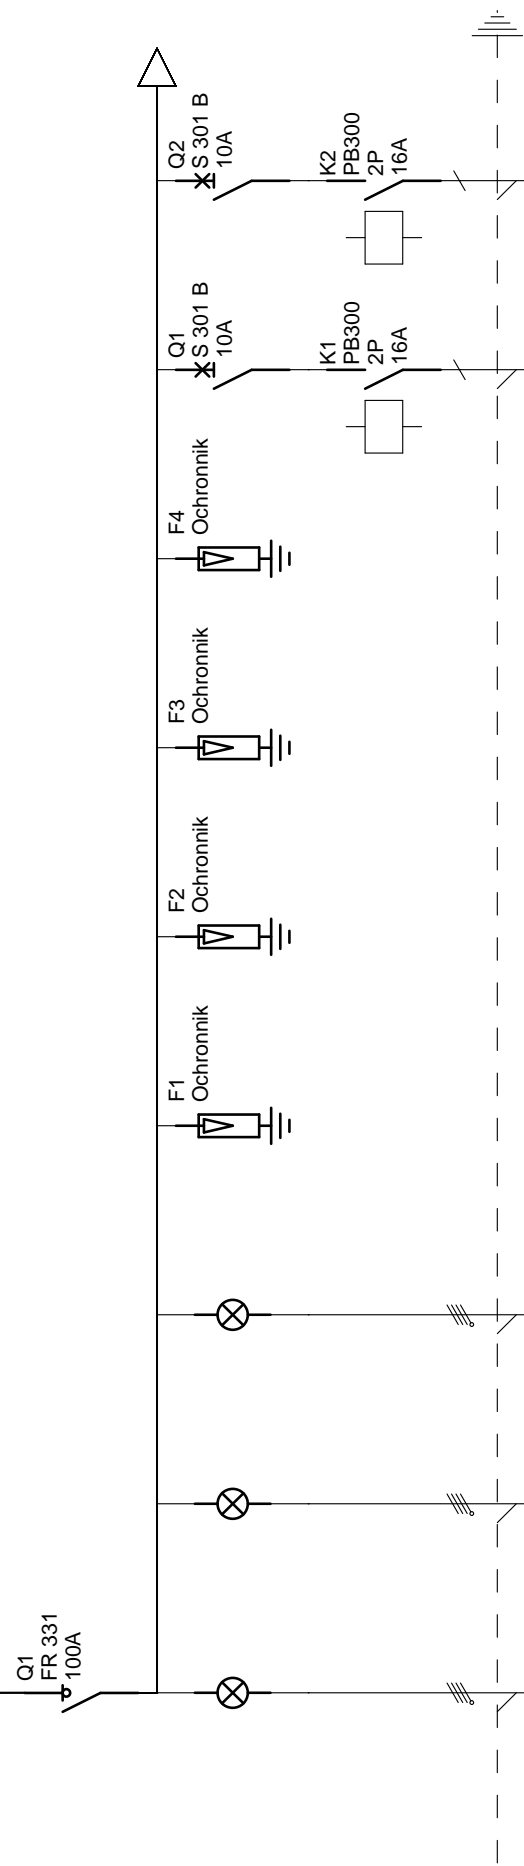 Q1
FR 331
100A
F1
Ochronnik
F2
Ochronnik
F3
Ochronnik
F4
Ochronnik
Q1
S 301 B
10A
K1
PB300
2P
16A
Q2
S 301 B
10A
K2
PB300
2P
16A